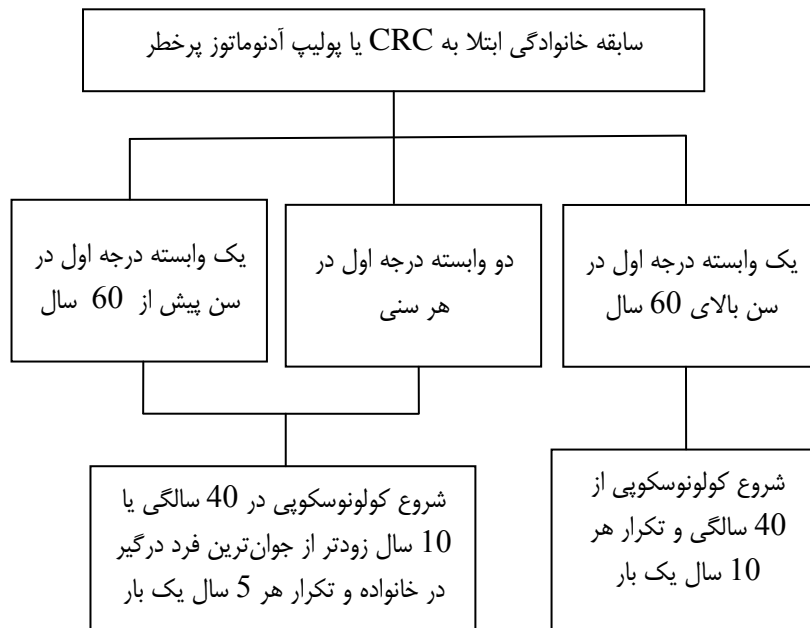 سابقه خانوادگی ابتلا به CRC یا پولیپ آدنوماتوز پرخطر
یک وابسته درجه اول در
سن بالای 60 سال
دو وابسته درجه اول در
هر سنی
یک وابسته درجه اول در
سن پیش از 60 سال
شروع کولونوسکوپی از
40 سالگی و تکرار هر
10 سال یک بار
شروع کولونوسکوپی در 40 سالگی یا
10 سال زودتر از جوان‌ترین فرد درگیر
در خانواده و تکرار هر 5 سال یک بار